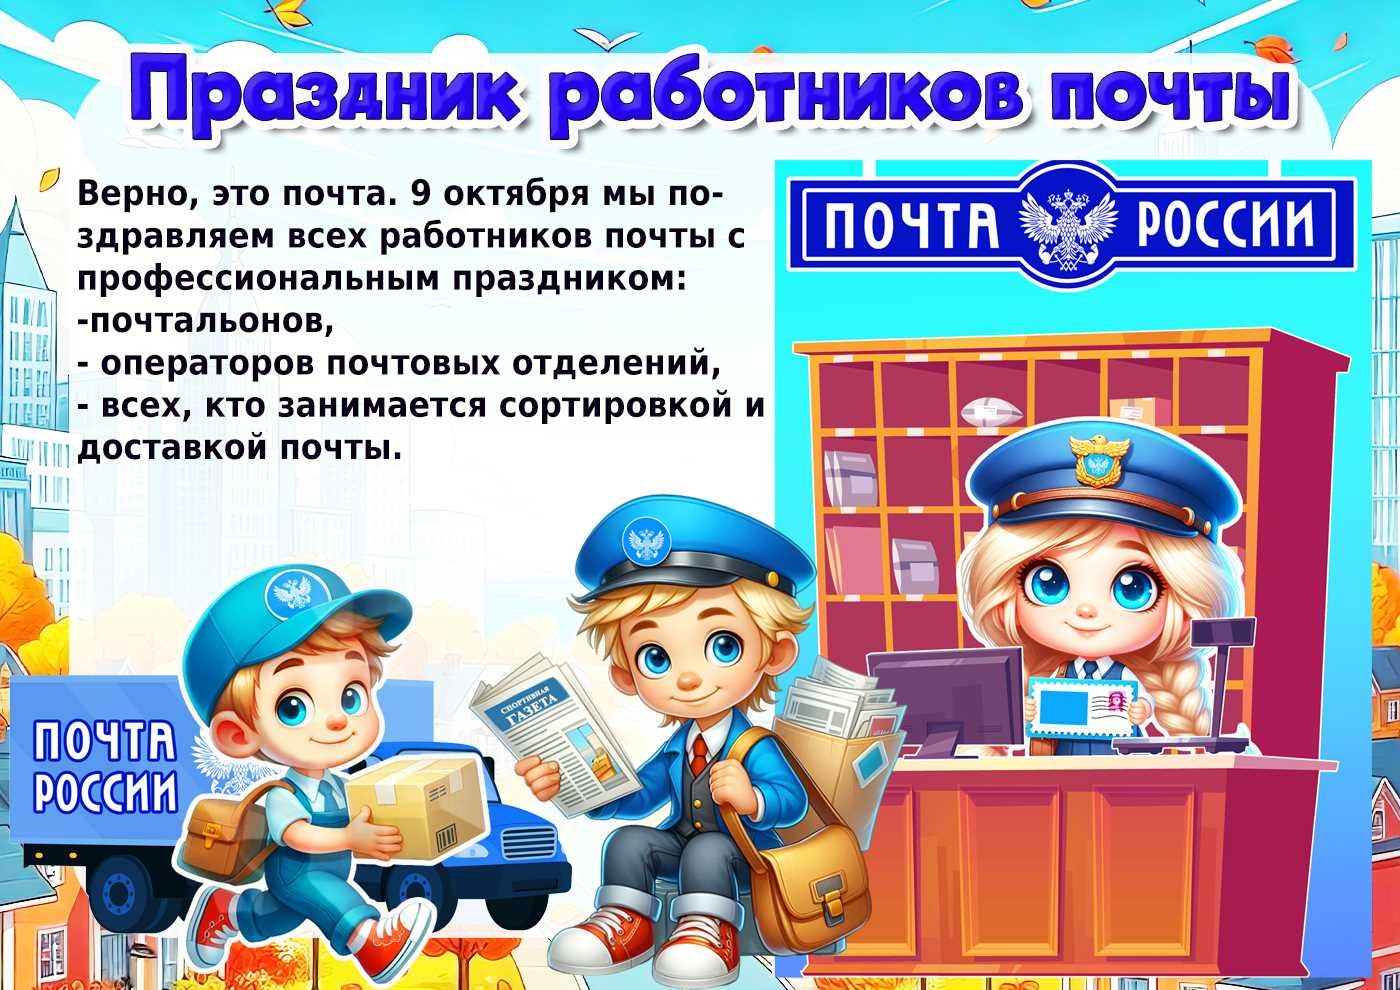 Праздник работников почты
Верно, это почта. 9 октября мы по-
здравляем всех работников почты с
профессиональным праздником:
-почтальонов,
- операторов почтовых отделений,
- всех, кто занимается сортировкой и
доставкой почты.
ПОЧТА РОССИИ
СПОРТИВНАЯ
ГАЗЕТА
ПОЧТА
РОССИИ